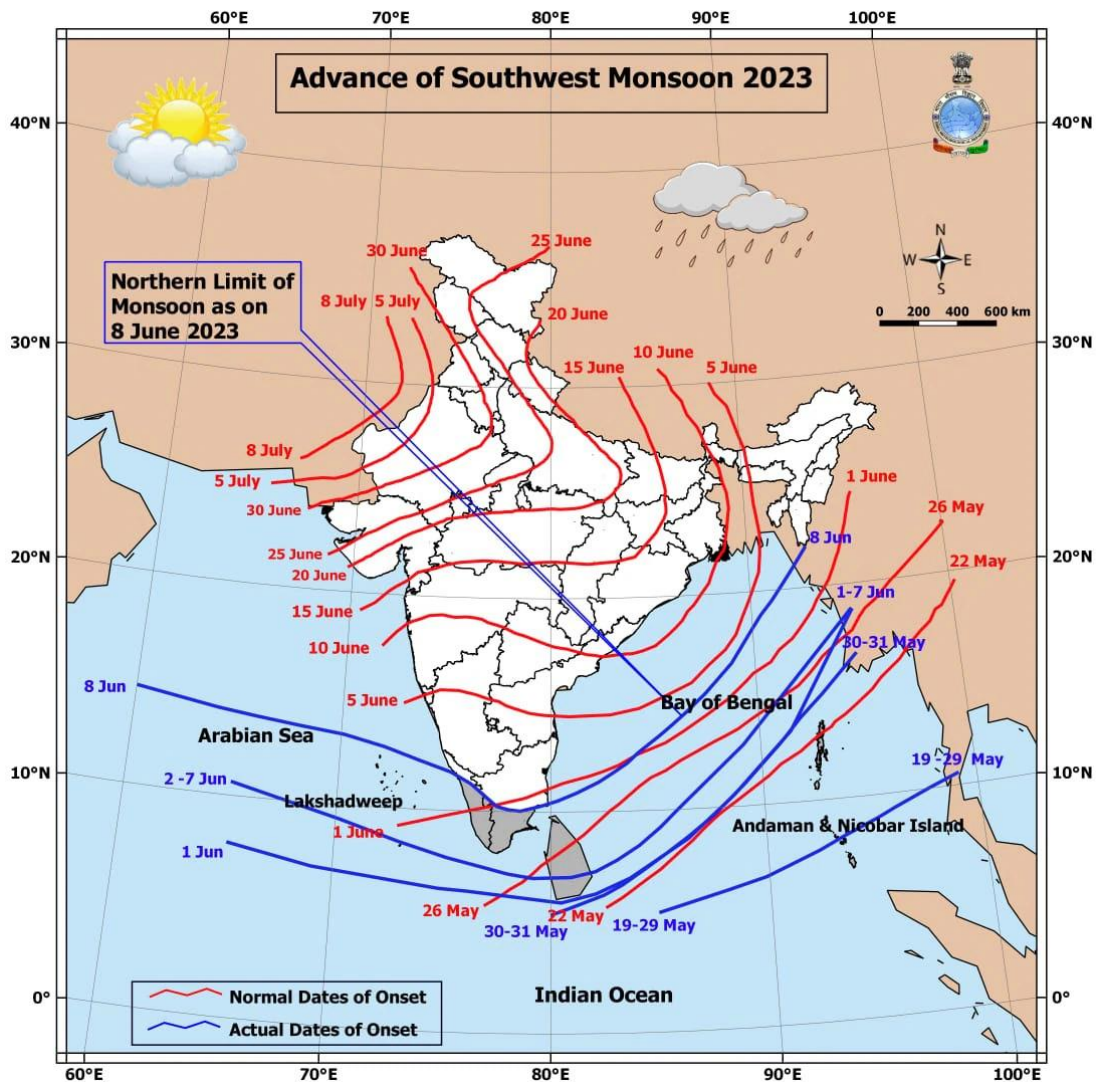 60°E 70°E 80°E 90°E 100°E
Advance of Southwest Monsoon 2023
40°N 40°N
N
W E
S
0 200 400 600 km
30 June 25 June
Northern Limit of
Monsoon as on
8 June 2023
8 July 5 July 20 June
30°N 30°N
10 June
15 June 5 June
8 July
5 July 1 June
30 June 26 May
8 Jun
25 June 20°N 20°N
22 May
20 June
1-7 Jun
15 June
10 June 30-31 May
8 Jun 5 June Bay of Bengal
Arabian Sea
19 -29 May
10°N 2 -7 Jun 10°N
Lakshadweep
1 June Andaman & Nicobar Island
1 Jun
26 May 22 May 19-29 May
30-31 May
0° Normal Dates of Onset Indian Ocean 0°
Actual Dates of Onset
60°E 70°E 80°E 90°E 100°E